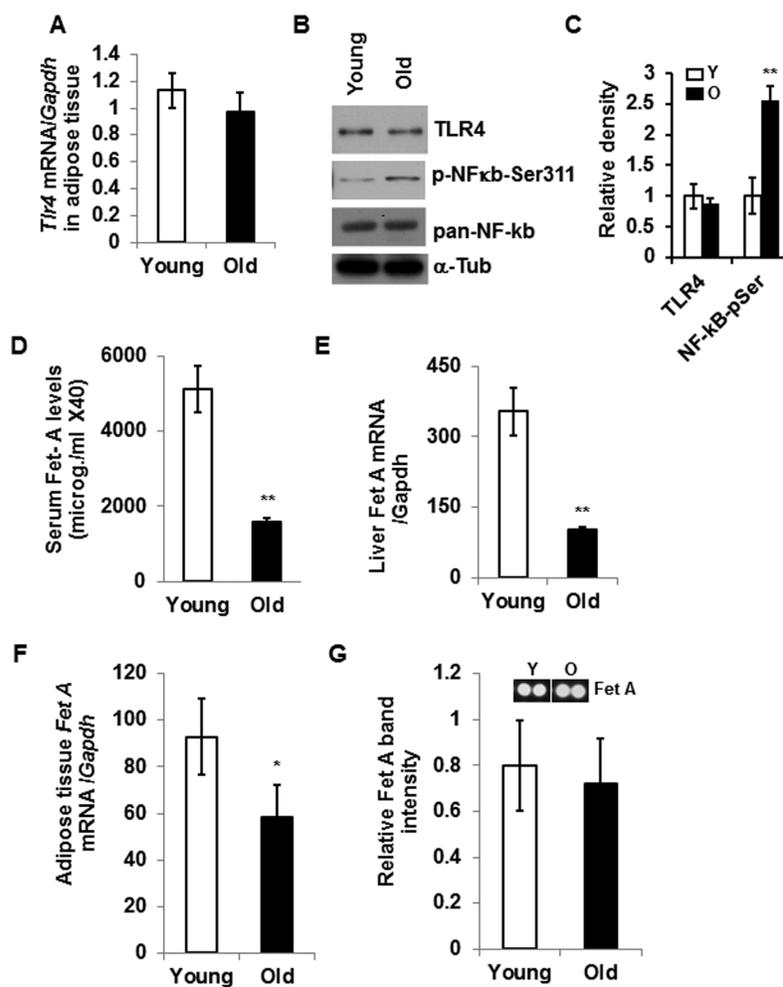 A
Tlr4 mRNA/Gapdh
in adipose tissue
1.4
1.2
1
0.8
0.6
0.4
0.2
0
Young Old
B
Young Old
TLR4
p-NFκb-Ser311
pan-NF-kb
α-Tub
C
Relative density
3
2.5
2
1.5
1
0.5
0
Y
O
**
TLR4
NF-kB-pSer
D
Serum Fet- A levels
(microg./ml X40)
6000
4000
2000
0
**
Young Old
E
Liver Fet A mRNA
/Gapdh
450
300
150
0
**
Young Old
F
Adipose tissue Fet A
mRNA /Gapdh
120
100
80
60
40
20
0
*
Young Old
G
Relative Fet A band
intensity
1.2
1
0.8
0.6
0.4
0.2
0
Y O
Fet A
Young Old